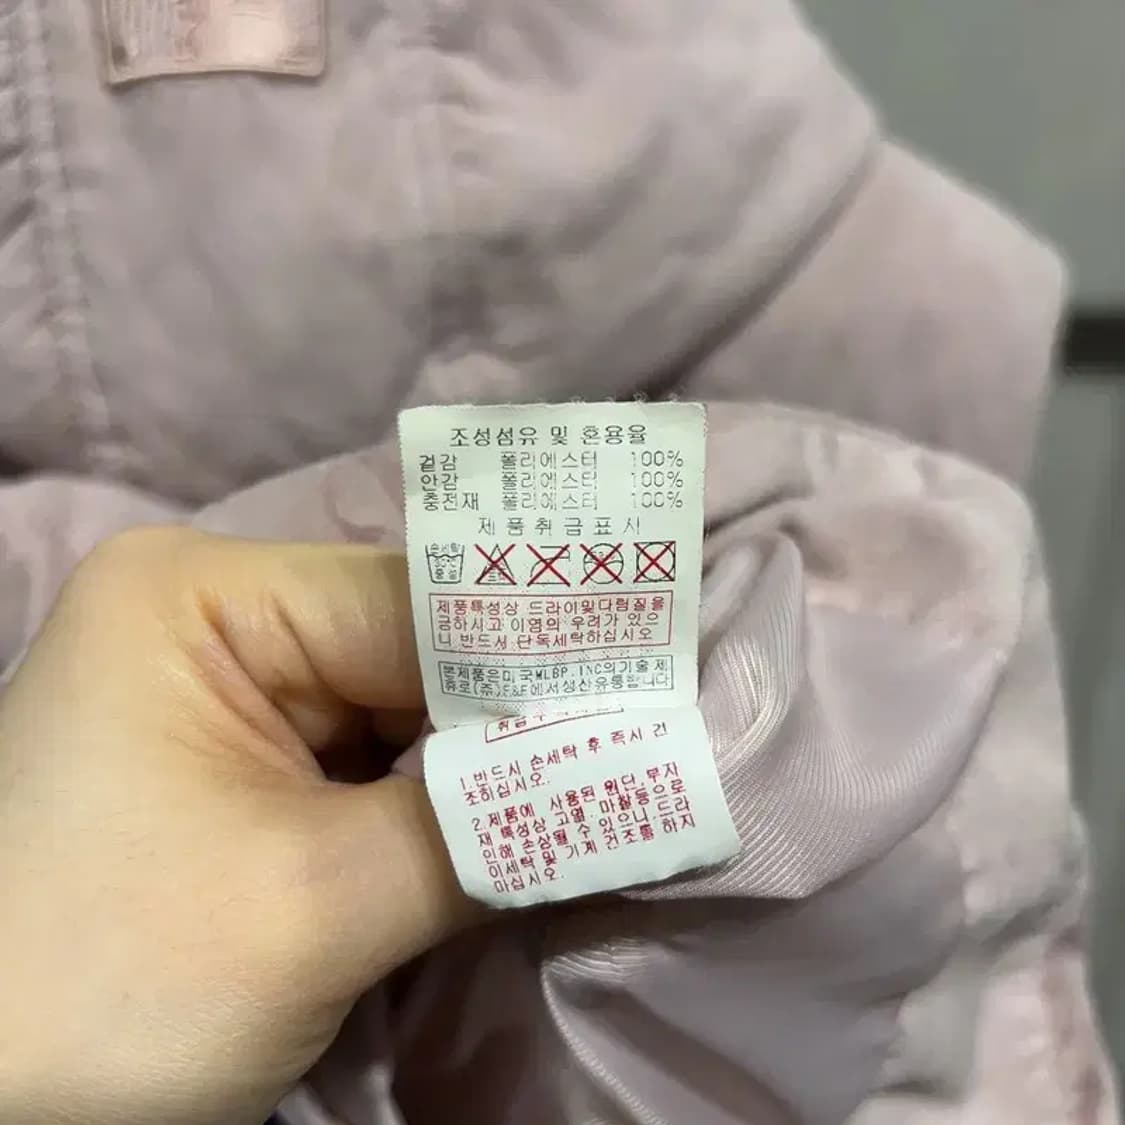 조성섬유 및 혼용율
겉감 폴리에스터 100%
안감 폴리에스터 100%
충전재 폴리에스터 100%
제품취급표시
손세탁
30℃
중성
제품특성상 드라이및다림질을
금하시고 이염의 우려가 있으
니 반드시 단독세탁하십시오
본제품은미국MLBP.INC의기술제
휴로(주)F&F에서생산유통합니다
1.반드시 손세탁 후 즉시 건
조하십시오.
2.제품에 사용된 원단,부자
재 특성상 고열,마찰등으로
인해 손상될 수 있으니,드라
이세탁 및 기계 건조를 하지
마십시오.